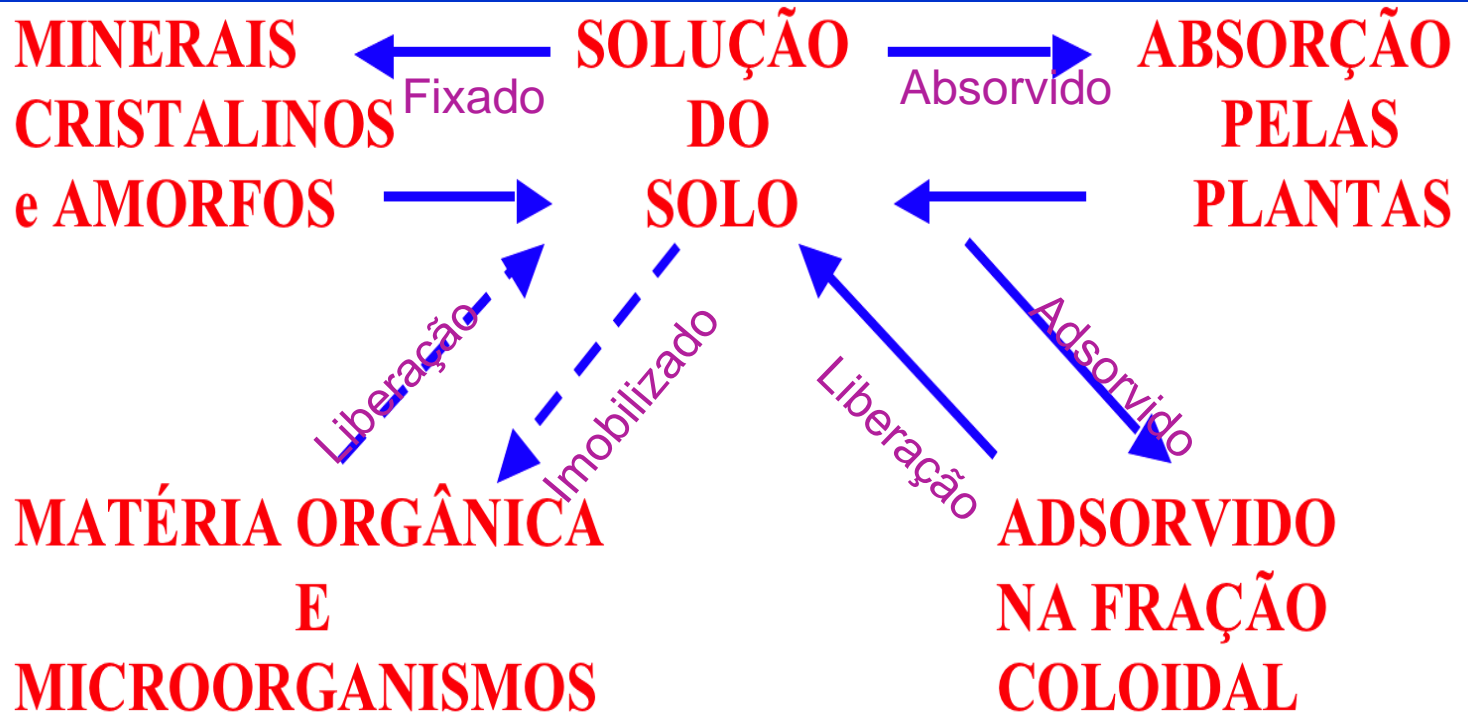 MINERAIS
CRISTALINOS
e AMORFOS
Fixado
SOLUÇÃO
DO
SOLO
Absorvido
ABSORÇÃO
PELAS
PLANTAS
Liberação
Imobilizado
Liberação
Adsorvido
MATÉRIA ORGÂNICA
E
MICROORGANISMOS
ADSORVIDO
NA FRAÇÃO
COLOIDAL